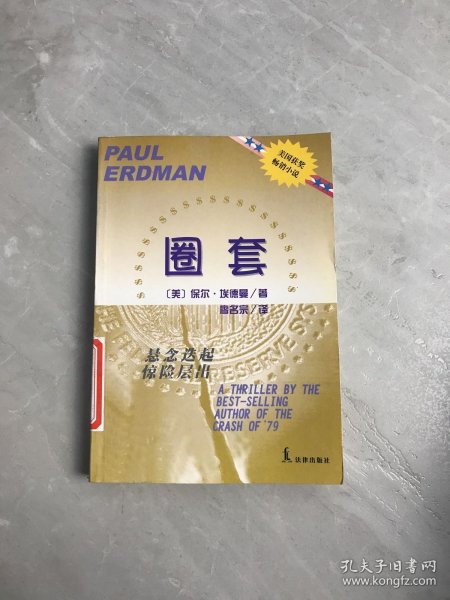 PAUL
ERDMAN
美国获奖
畅销小说
圈套
〔美〕保尔·埃德曼/著
缪名宗/译
悬念迭起
惊险层出
A THRILLER BY THE
BEST-SELLING
AUTHOR OF THE
CRASH OF '79
法律出版社
孔夫子旧书网
www.kongfz.com